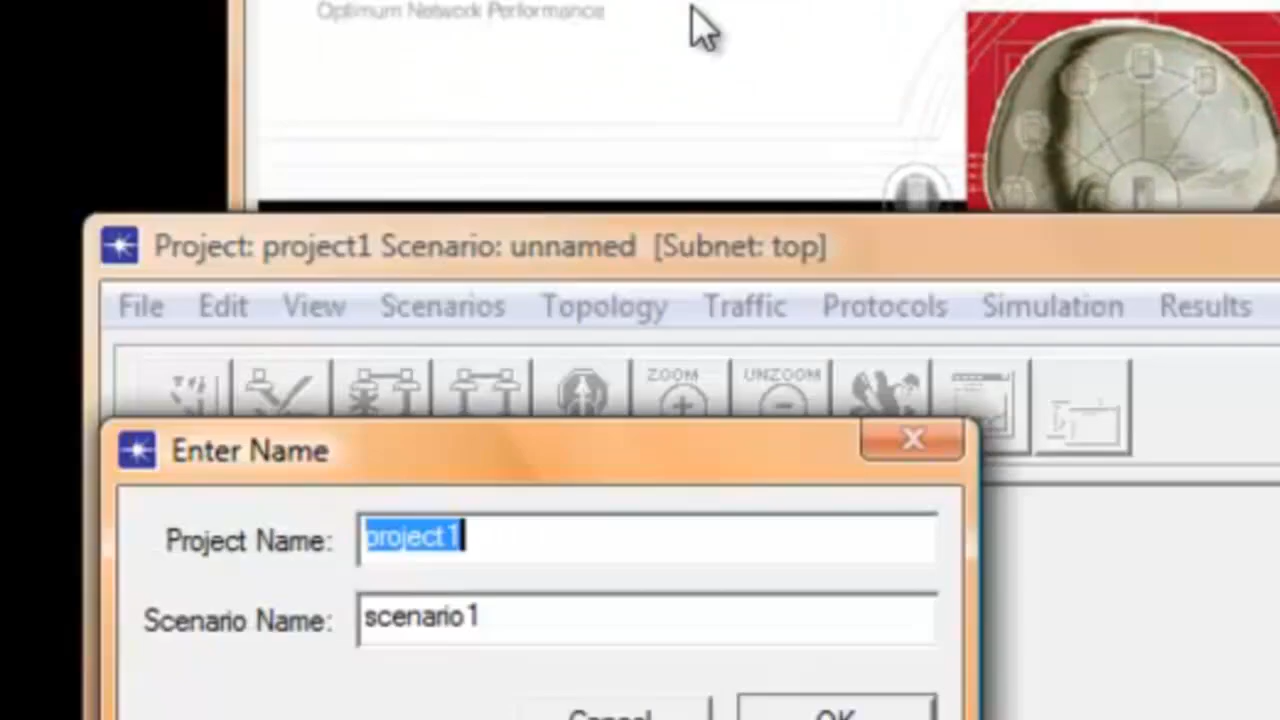 Optimum Network Performance
Project: project1 Scenario: unnamed [Subnet: top]
File Edit View Scenarios Topology Traffic Protocols Simulation Results
ZOOM UNZOOM
Enter Name
Project Name: project1
Scenario Name: scenario1
Cancel OK